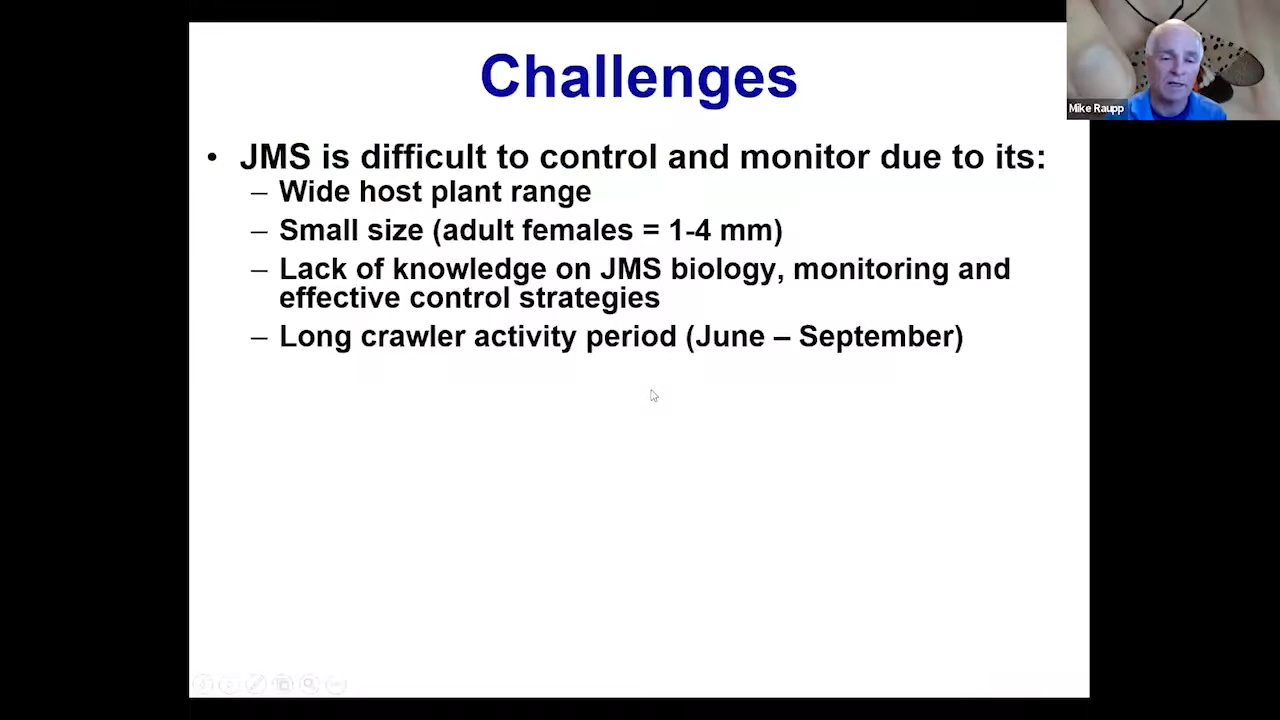 Challenges
Mike Raupp
• JMS is difficult to control and monitor due to its:
– Wide host plant range
– Small size (adult females = 1-4 mm)
– Lack of knowledge on JMS biology, monitoring and
effective control strategies
– Long crawler activity period (June – September)